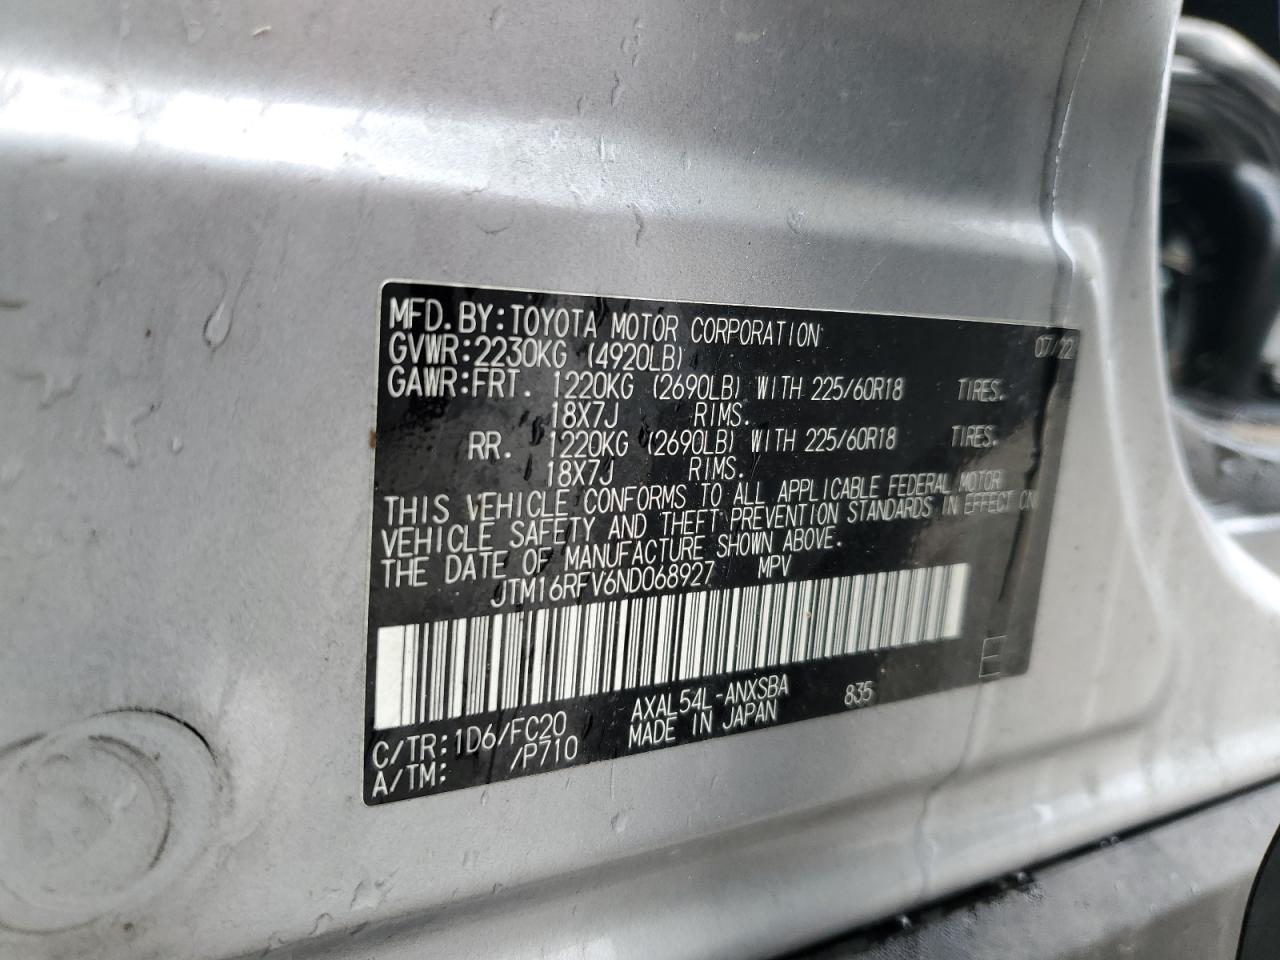 MFD. BY: TOYOTA MOTOR CORPORATION 07/22
GVWR: 2230KG (4920LB)
GAWR: FRT. 1220KG (2690LB) WITH 225/60R18 TIRES.
18X7J RIMS.
RR. 1220KG (2690LB) WITH 225/60R18 TIRES.
18X7J RIMS.
THIS VEHICLE CONFORMS TO ALL APPLICABLE FEDERAL MOTOR
VEHICLE SAFETY AND THEFT PREVENTION STANDARDS IN EFFECT ON
THE DATE OF MANUFACTURE SHOWN ABOVE.
JTM16RFV6ND068927 MPV
C/TR: 1D6/FC20 AXAL54L-ANXSBA 835
A/TM: /P710 MADE IN JAPAN